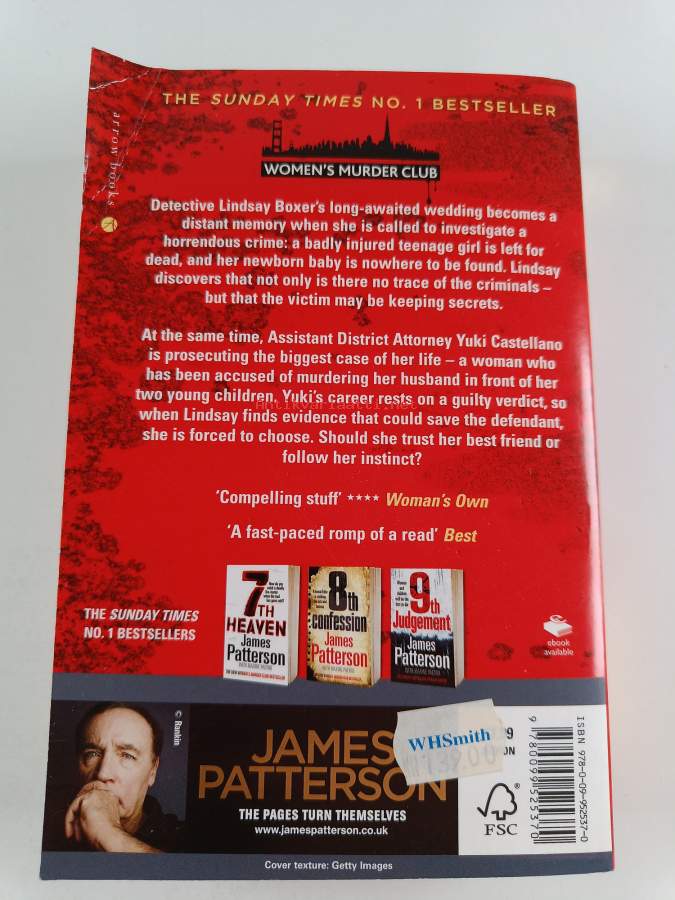 THE SUNDAY TIMES NO. 1 BESTSELLER
arrow books
WOMEN'S MURDER CLUB
Detective Lindsay Boxer's long-awaited wedding becomes a
distant memory when she is called to investigate a
horrendous crime: a badly injured teenage girl is left for
dead, and her newborn baby is nowhere to be found. Lindsay
discovers that not only is there no trace of the criminals –
but that the victim may be keeping secrets.
At the same time, Assistant District Attorney Yuki Castellano
is prosecuting the biggest case of her life – a woman who
has been accused of murdering her husband in front of her
two young children. Yuki's career rests on a guilty verdict, so
Antikvariaatti.net
when Lindsay finds evidence that could save the defendant,
she is forced to choose. Should she trust her best friend or
follow her instinct?
'Compelling stuff' **** Woman's Own
'A fast-paced romp of a read' Best
THE SUNDAY TIMES
NO. 1 BESTSELLERS
7TH
HEAVEN
James
Patterson
8th
confession
James
Patterson
9th
Judgement
James
Patterson
ebook
available
© Rankin
JAMES
PATTERSON
THE PAGES TURN THEMSELVES
www.jamespatterson.co.uk
WHSmith
FSC
ISBN 978-0-09-952537-0
9 780099 525370
Cover texture: Getty Images